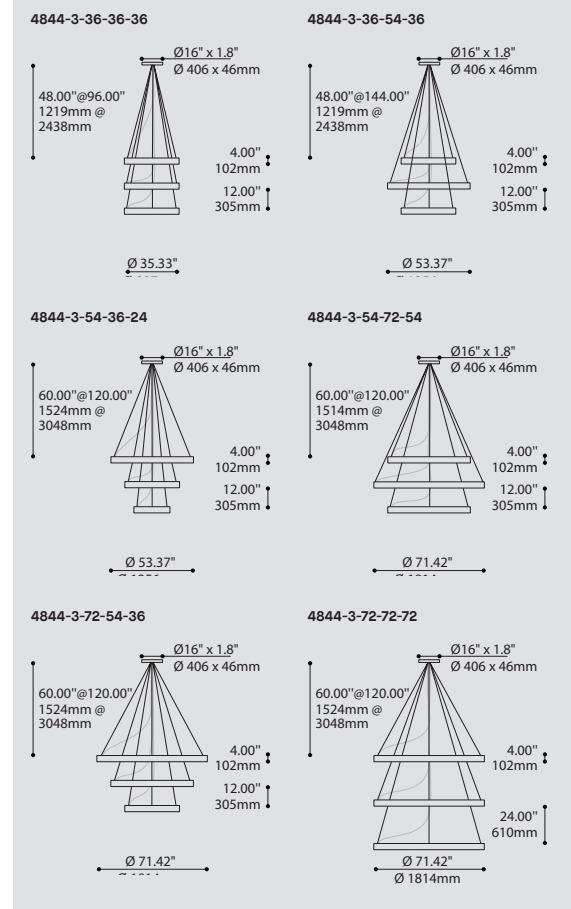 4844-3-36-36-36
Ø16" x 1.8"
Ø 406 x 46mm
48.00"@96.00"
1219mm @
2438mm
4.00"
102mm
12.00"
305mm
Ø 35.33"
4844-3-36-54-36
Ø16" x 1.8"
Ø 406 x 46mm
48.00"@144.00"
1219mm @
2438mm
4.00"
102mm
12.00"
305mm
Ø 53.37"
4844-3-54-36-24
Ø16" x 1.8"
Ø 406 x 46mm
60.00"@120.00"
1524mm @
3048mm
4.00"
102mm
12.00"
305mm
Ø 53.37"
4844-3-54-72-54
Ø16" x 1.8"
Ø 406 x 46mm
60.00"@120.00"
1514mm @
3048mm
4.00"
102mm
12.00"
305mm
Ø 71.42"
4844-3-72-54-36
Ø16" x 1.8"
Ø 406 x 46mm
60.00"@120.00"
1524mm @
3048mm
4.00"
102mm
12.00"
305mm
Ø 71.42"
4844-3-72-72-72
Ø16" x 1.8"
Ø 406 x 46mm
60.00"@120.00"
1524mm @
3048mm
4.00"
102mm
24.00"
610mm
Ø 71.42"
Ø 1814mm